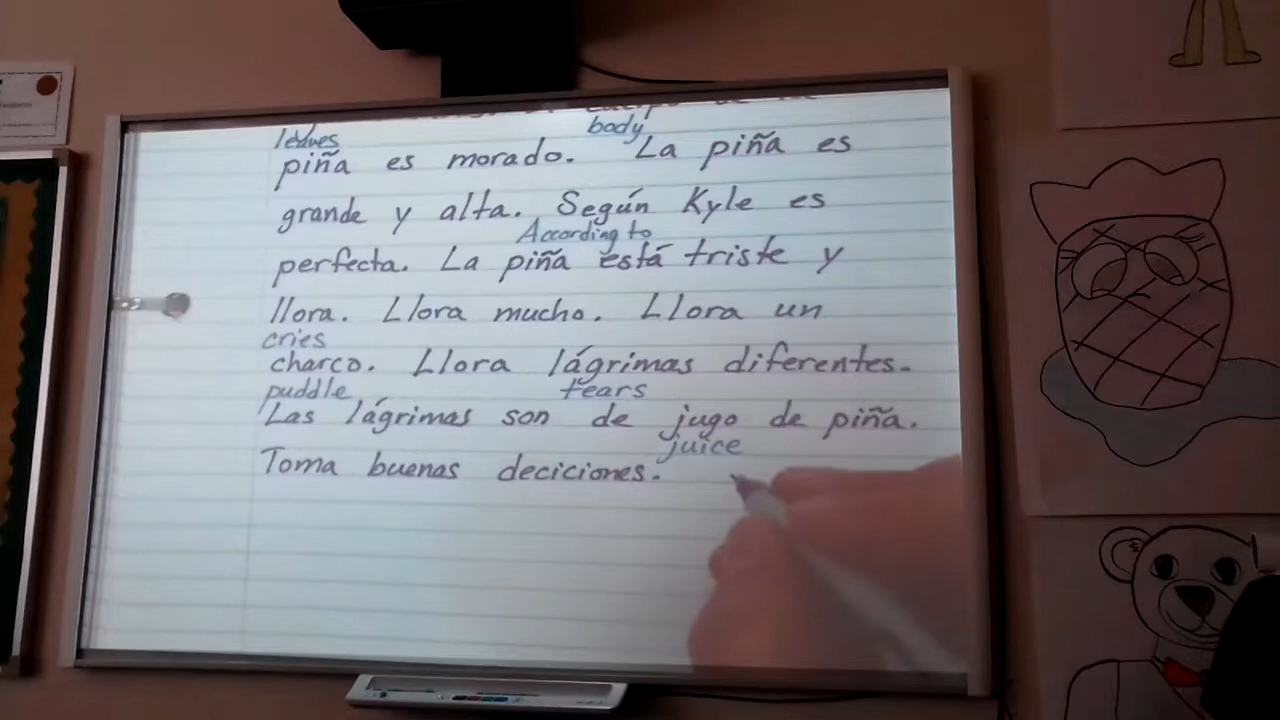 leaves body
piña es morado. La piña es
grande y alta. Según Kyle es
According to
perfecta. La piña está triste y
llora. Llora mucho. Llora un
cries
charco. Llora lágrimas diferentes.
puddle tears
Las lágrimas son de jugo de piña.
juice
Toma buenas deciciones.